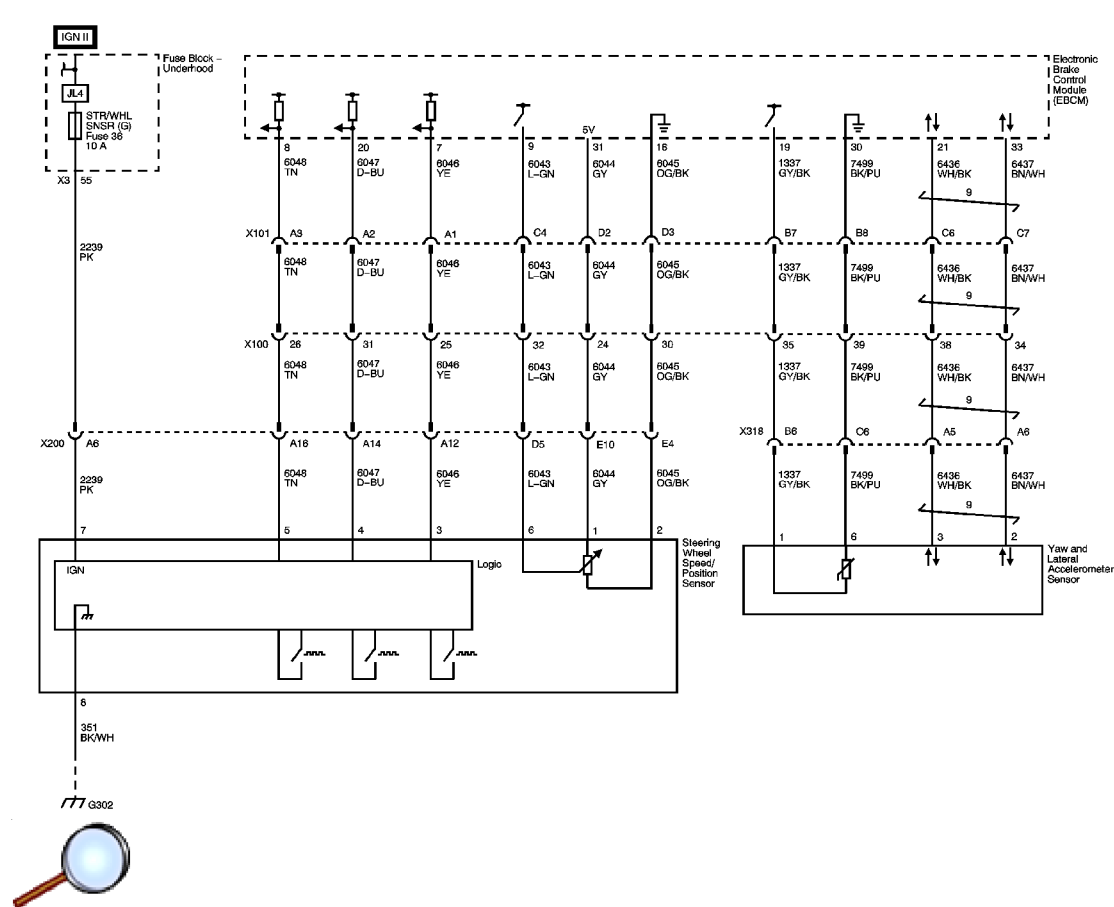 IGN II
Fuse Block –
Underhood
JL4
STR/WHL
SNSR (G)
Fuse 36
10 A
X3 55
Electronic
Brake
Control
Module
(EBCM)
5V
8 20 7 9 31 16 19 30 21 33
6048
TN
6047
D–BU
6046
YE
6043
L–GN
6044
GY
6045
OG/BK
1337
GY/BK
7499
BK/PU
6436
WH/BK
6437
BN/WH
9
X101 A3 A2 A1 C4 D2 D3 B7 B8 C6 C7
2239
PK
6048
TN
6047
D–BU
6046
YE
6043
L–GN
6044
GY
6045
OG/BK
1337
GY/BK
7499
BK/PU
6436
WH/BK
6437
BN/WH
9
X100 26 31 25 32 24 30 35 39 38 34
6048
TN
6047
D–BU
6046
YE
6043
L–GN
6044
GY
6045
OG/BK
1337
GY/BK
7499
BK/PU
6436
WH/BK
6437
BN/WH
9
X200 A6 A16 A14 A12 D5 E10 E4
X318 B6 C6 A5 A6
2239
PK
6048
TN
6047
D–BU
6046
YE
6043
L–GN
6044
GY
6045
OG/BK
1337
GY/BK
7499
BK/PU
6436
WH/BK
6437
BN/WH
9
7 5 4 3 6 1 2 1 6 3 2
Steering
Wheel
Speed/
Position
Sensor
Yaw and
Lateral
Accelerometer
Sensor
IGN
Logic
8
351
BK/WH
G302